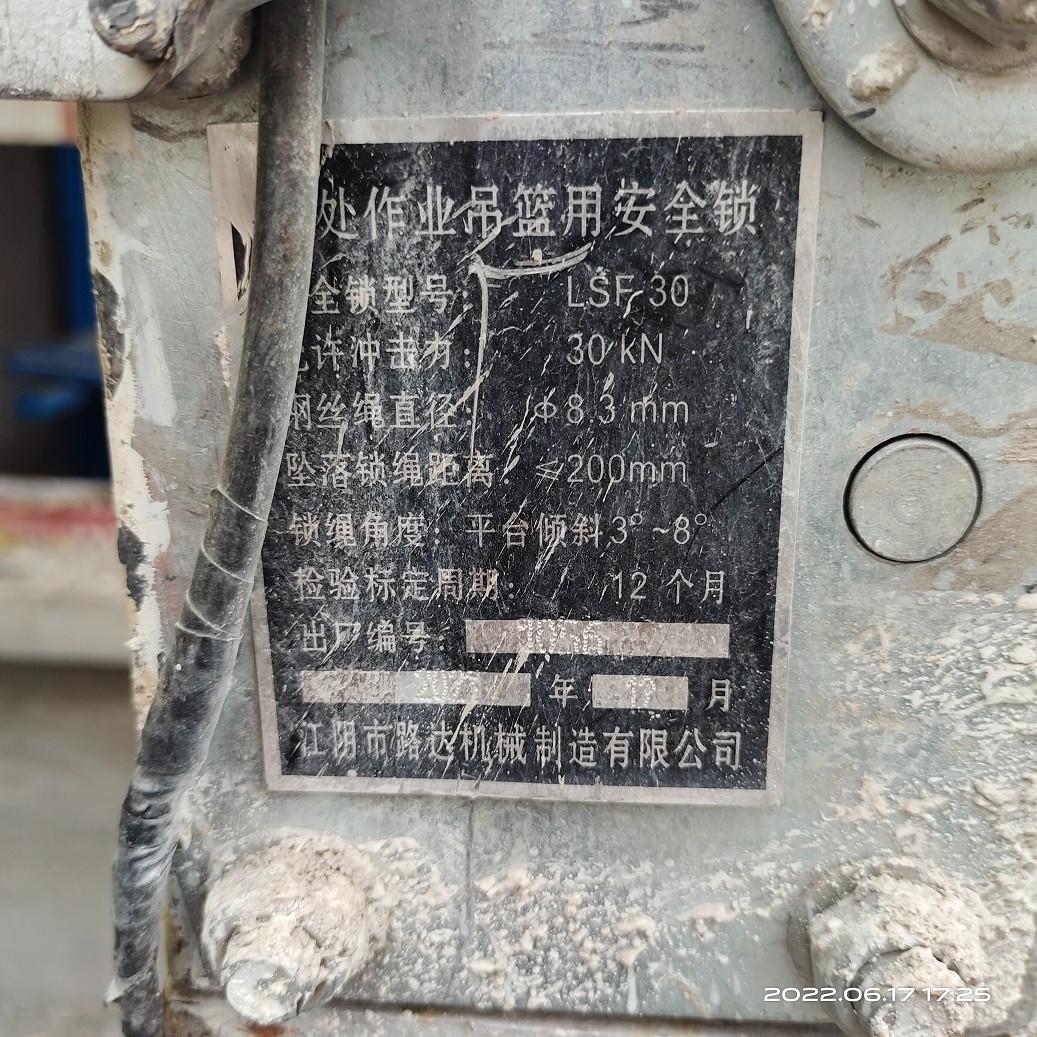 处作业吊篮用安全锁
全锁型号: LSF 30
许冲击力: 30 kN
钢丝绳直径: ф8.3 mm
坠落锁绳距离: ≤200mm
锁绳角度: 平台倾斜 3°~8°
检验标定周期: 12 个月
出厂编号:
年 月
江阴市路达机械制造有限公司
2022.06.17 17:25